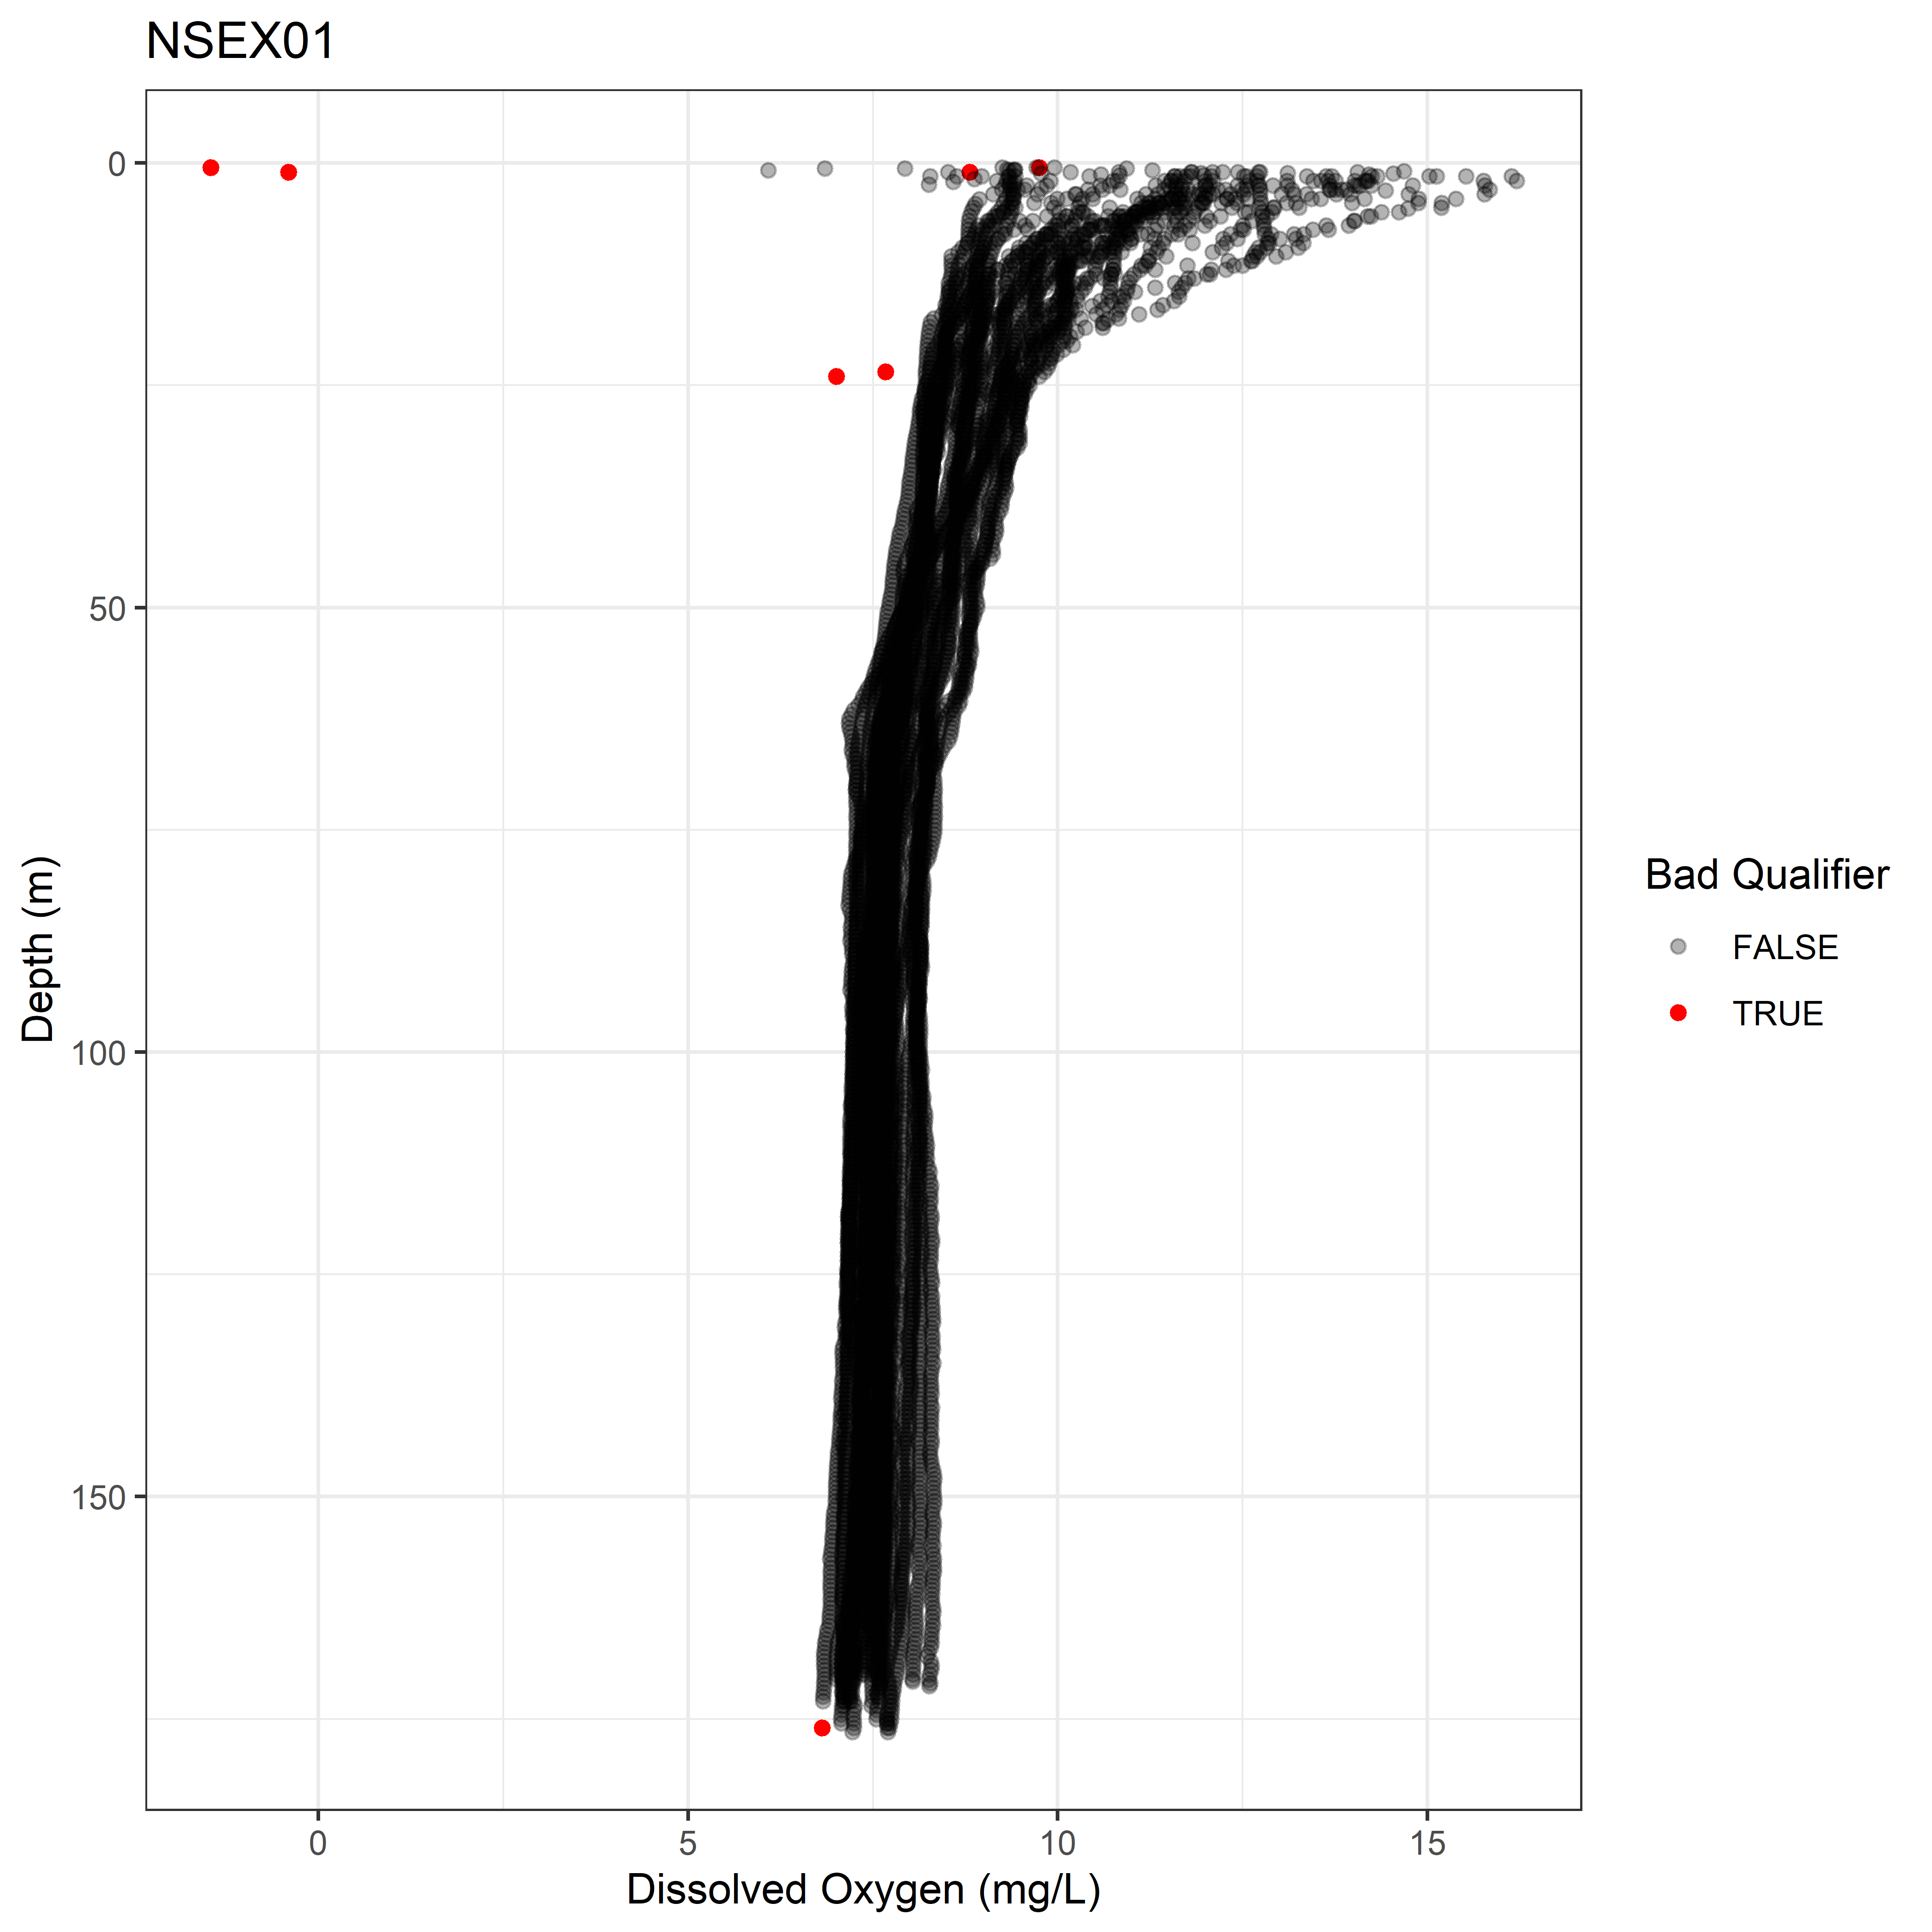 NSEX01
0
50
100
150
Depth (m)
0 5 10 15
Dissolved Oxygen (mg/L)
Bad Qualifier
FALSE
TRUE